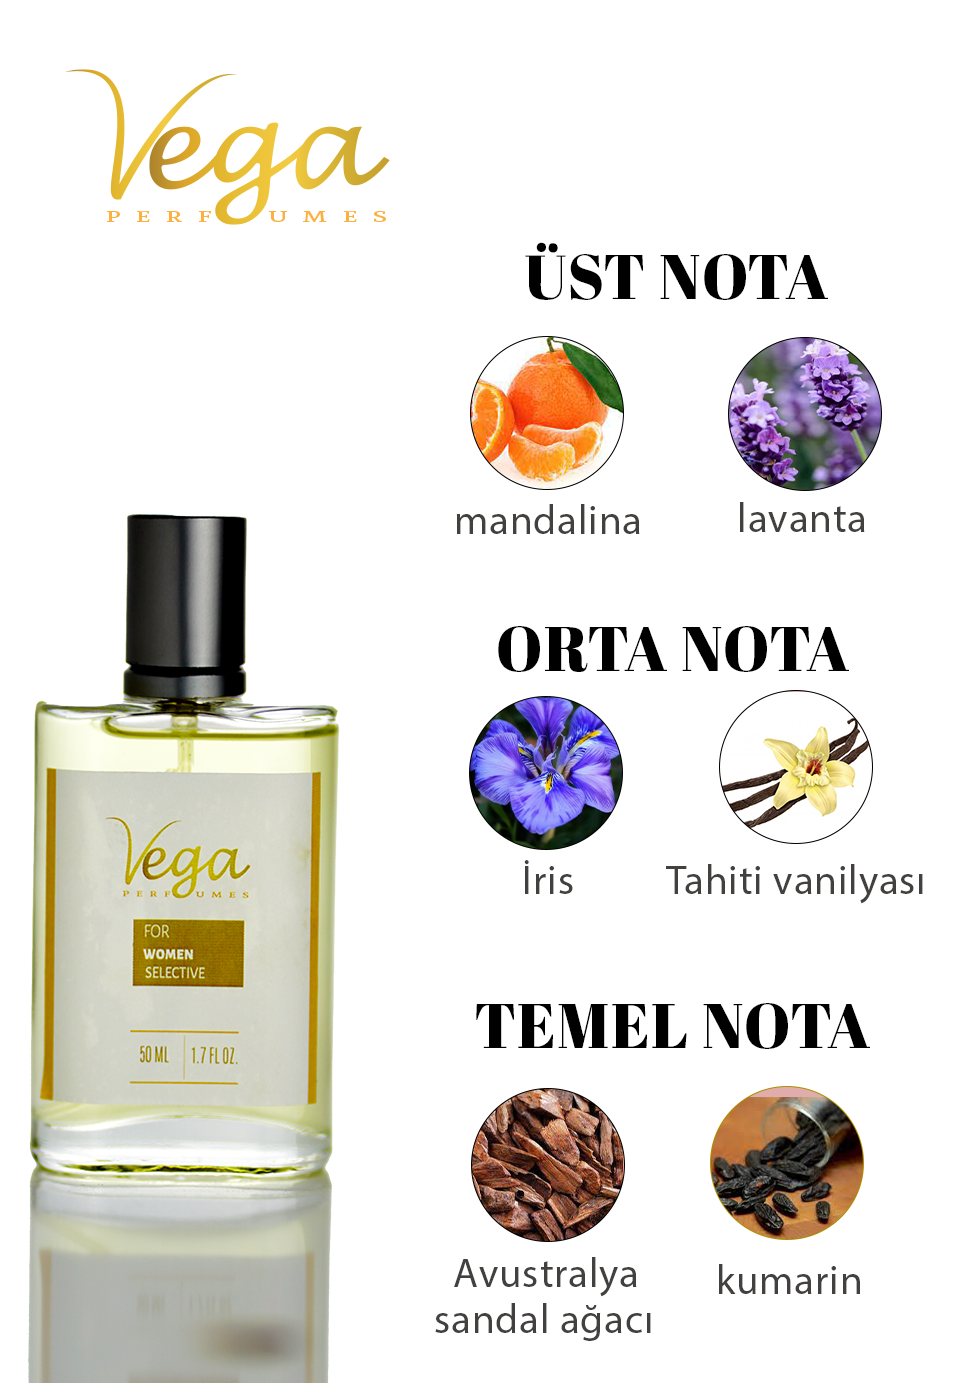 Vega
PERFUMES
ÜST NOTA
mandalina
lavanta
ORTA NOTA
İris
Tahiti vanilyası
TEMEL NOTA
Avustralya
sandal ağacı
kumarin
Vega
PERFUMES
FOR
WOMEN
SELECTIVE
50 ML
1.7 FL OZ.